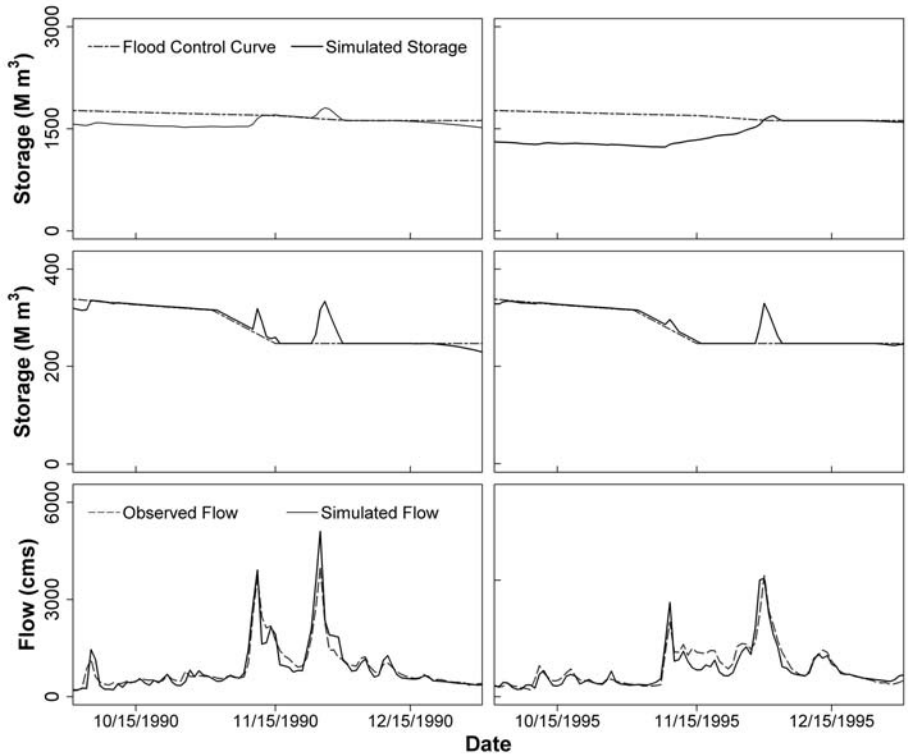 3000
Flood Control Curve
Simulated Storage
1500
0
Storage (M m³)
400
200
0
Storage (M m³)
6000
Observed Flow
Simulated Flow
3000
0
Flow (cms)
10/15/1990
11/15/1990
12/15/1990
10/15/1995
11/15/1995
12/15/1995
Date